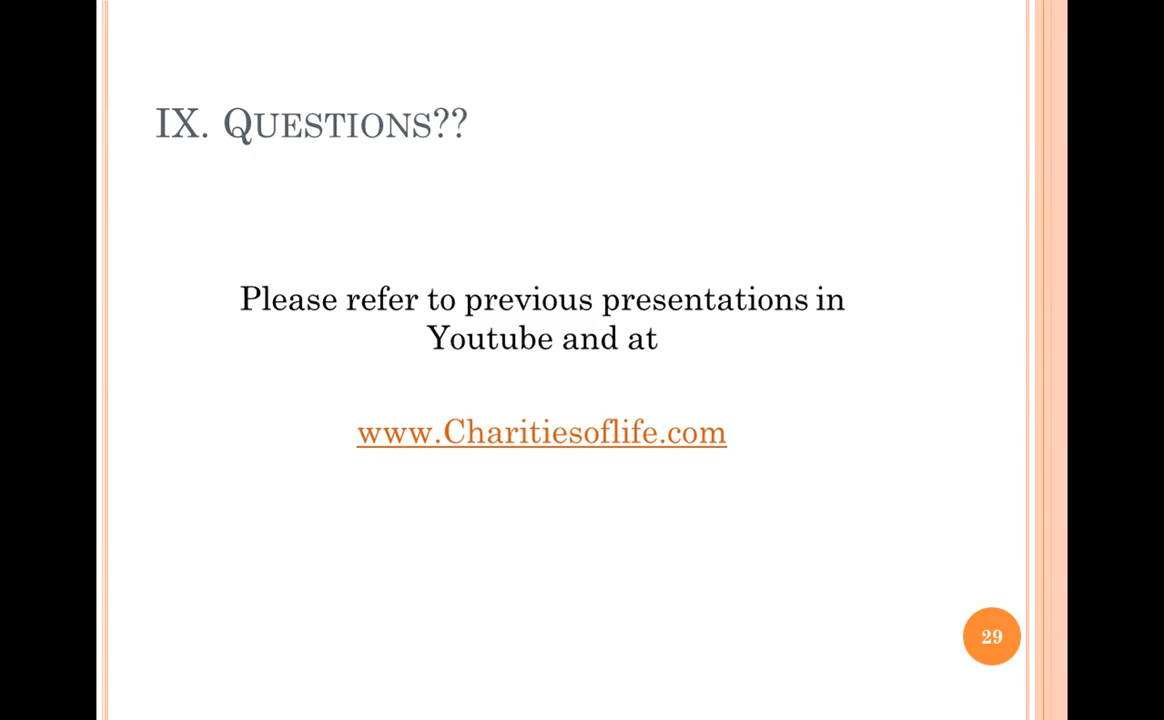 IX. QUESTIONS??
Please refer to previous presentations in
Youtube and at
www.Charitiesoflife.com
29